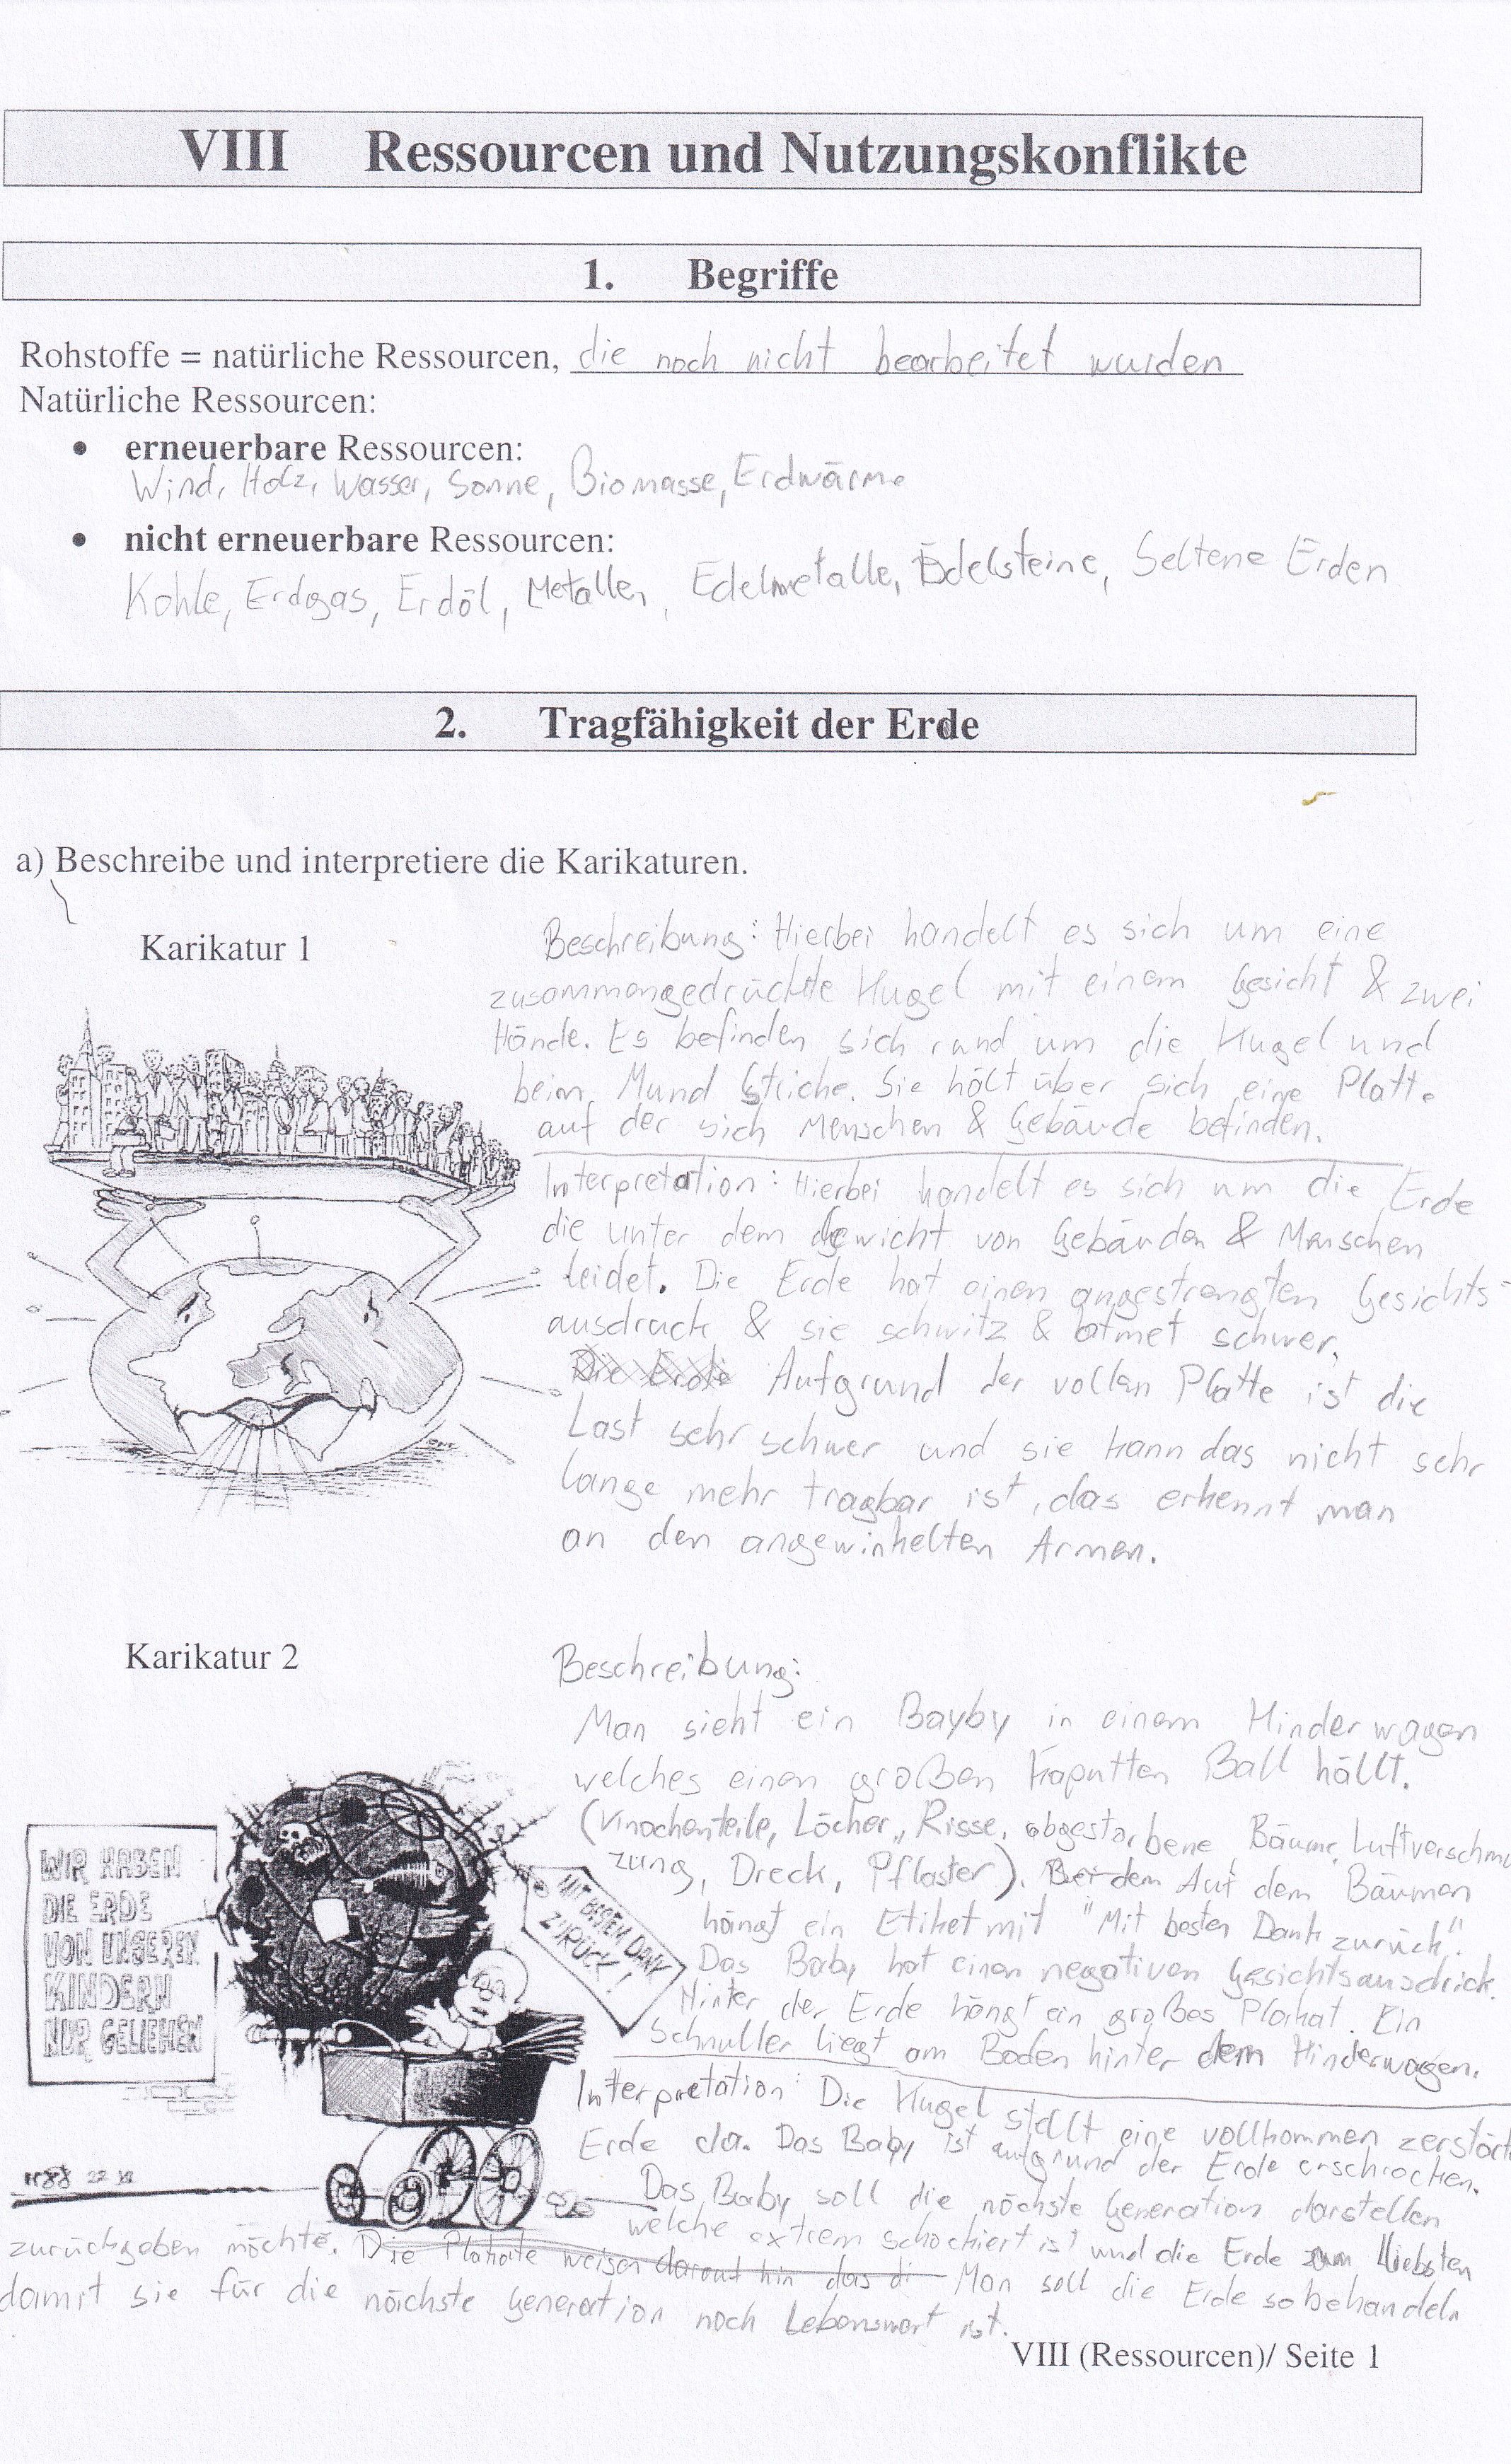 VIII Ressourcen und Nutzungskonflikte
1. Begriffe
Rohstoffe = natürliche Ressourcen, die noch nicht bearbeitet wurden
Natürliche Ressourcen:
• erneuerbare Ressourcen:
Wind, Holz, Wasser, Sonne, Biomasse, Erdwärme
• nicht erneuerbare Ressourcen:
Kohle, Erdgas, Erdöl, Metalle, Edelmetalle, Edelsteine, Seltene Erden
2. Tragfähigkeit der Erde
a) Beschreibe und interpretiere die Karikaturen.
Karikatur 1
Beschreibung: Hierbei handelt es sich um eine
zusammengedrückte Kugel mit einem Gesicht & zwei
Hände. Es befinden sich rund um die Kugel und
beim Mund Striche. Sie hält über sich eine Platte
auf der sich Menschen & Gebäude befinden.
Interpretation: Hierbei handelt es sich um die Erde
die unter dem Gewicht von Gebäuden & Menschen
leidet. Die Erde hat einen angestrengten Gesichts-
ausdruck & sie schwitz & atmet schwer.
Die Erde Aufgrund der vollen Platte ist die
Last sehr schwer und sie kann das nicht sehr
lange mehr tragbar ist, das erkennt man
an den angewinkelten Armen.
Karikatur 2
Beschreibung:
Man sieht ein Bayby in einem Kinderwagen
welches einen großen kaputten Ball hällt.
(Knochenteile, Löcher, Risse, abgestorbene Bäume, Luftverschmu
zung, Dreck, Pflaster). Bei dem Auf dem Bäumen
hängt ein Etiket mit "Mit besten Dank zurück".
Das Baby hat einen negativen Gesichtsausdrick.
Hinter der Erde hängt ein großes Plakat. Ein
Schnuller liegt am Boden hinter dem Kinderwagen.
WIR HABEN
DIE ERDE
VON UNSEREN
KINDERN
NUR GELIEHEN
MIT BESTEM DANK
ZURÜCK!
Interpretation: Die Kugel stellt eine vollkommen zerstört
Erde da. Das Baby ist aufgrund der Erde erschrocken.
Das Baby soll die nächste Generation darstellen
welche extrem schockiert ist und die Erde am liebsten
zurückgeben möchte. Die Plakate weisen darauf hin das di Man soll die Erde so behandeln
damit sie für die nächste Generation noch Lebenswert ist.
VIII (Ressourcen)/ Seite 1